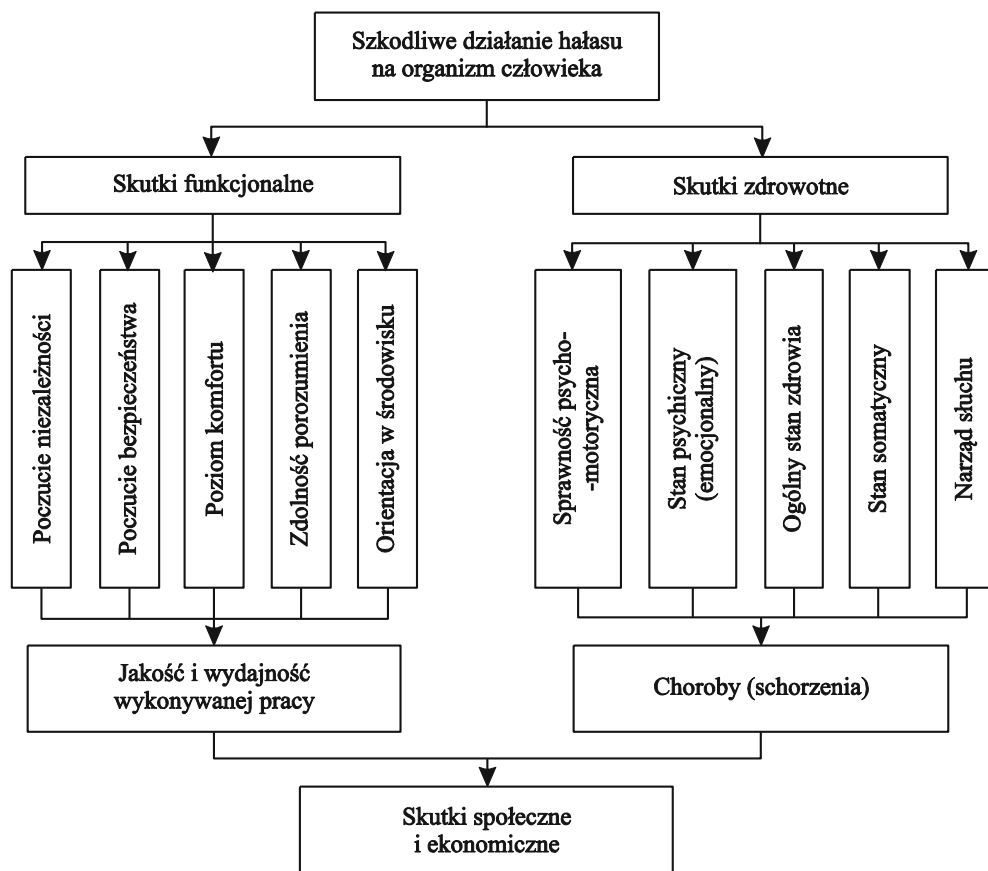 Szkodliwe działanie hałasu
na organizm człowieka
Skutki funkcjonalne
Skutki zdrowotne
Poczucie niezależności
Poczucie bezpieczeństwa
Poziom komfortu
Zdolność porozumienia
Orientacja w środowisku
Sprawność psycho-
-motoryczna
Stan psychiczny
(emocjonalny)
Ogólny stan zdrowia
Stan somatyczny
Narząd słuchu
Jakość i wydajność
wykonywanej pracy
Choroby (schorzenia)
Skutki społeczne
i ekonomiczne